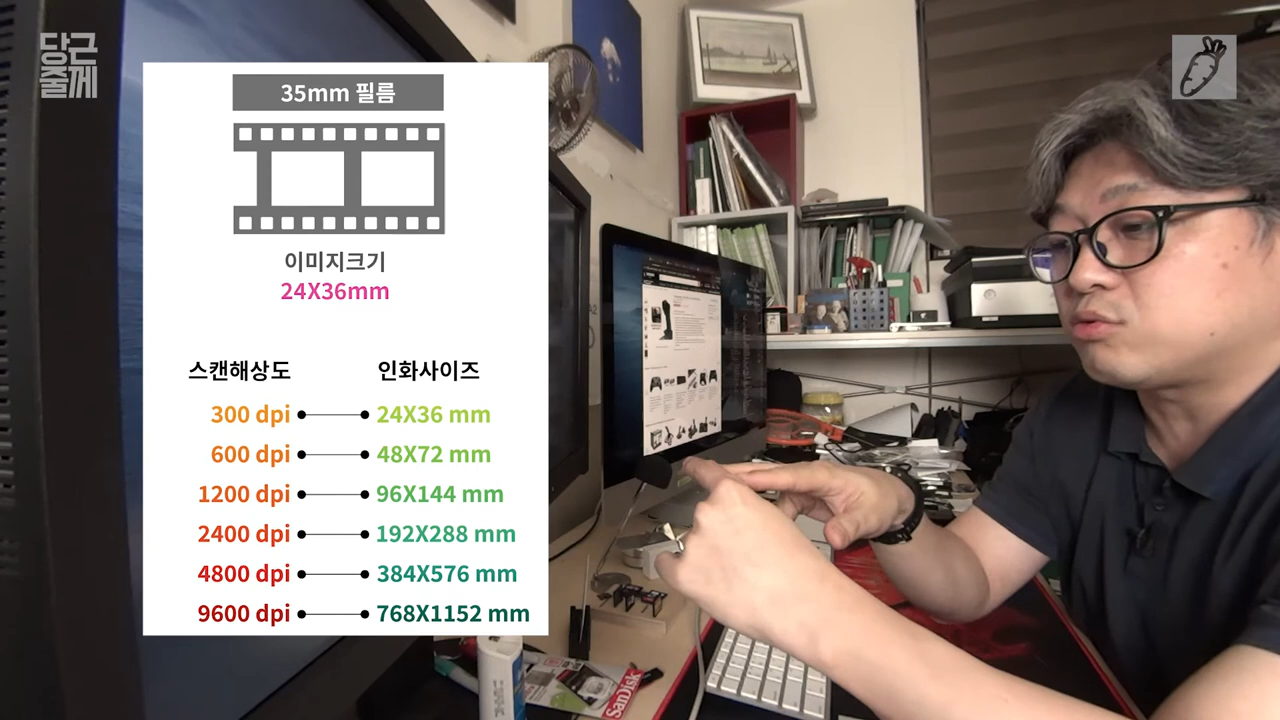 당근
줄께
35mm 필름
이미지크기
24X36mm
스캔해상도 인화사이즈
300 dpi 24X36 mm
600 dpi 48X72 mm
1200 dpi 96X144 mm
2400 dpi 192X288 mm
4800 dpi 384X576 mm
9600 dpi 768X1152 mm
SanDisk